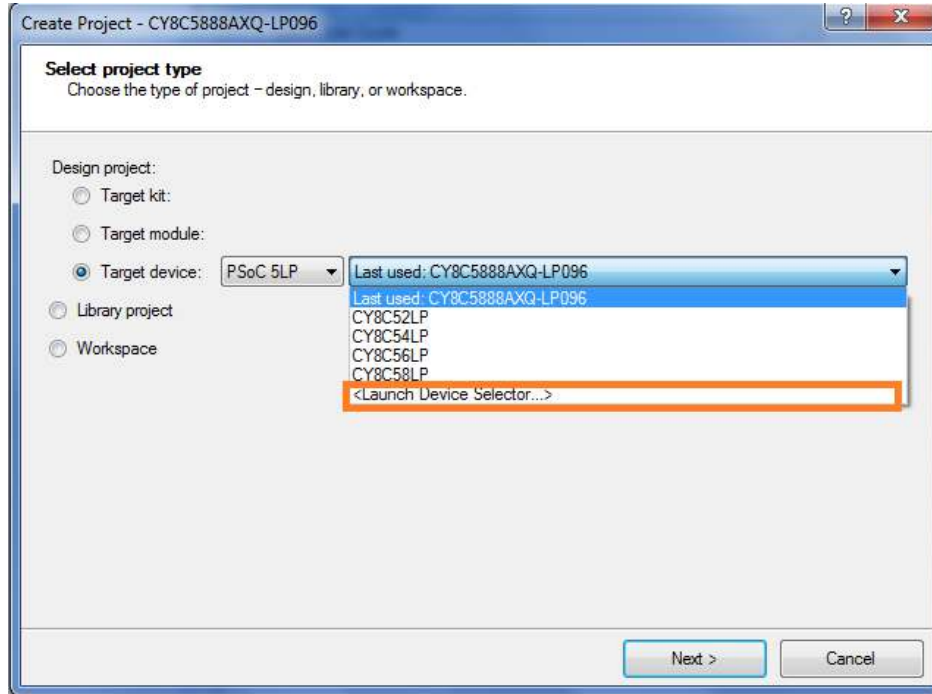 Create Project - CY8C5888AXQ-LP096
?
Select project type
Choose the type of project – design, library, or workspace.
Design project:
Target kit:
Target module:
Target device: PSoC 5LP Last used: CY8C5888AXQ-LP096
Last used: CY8C5888AXQ-LP096
CY8C52LP
Library project
CY8C54LP
CY8C56LP
Workspace
CY8C58LP
<Launch Device Selector...>
Next > Cancel